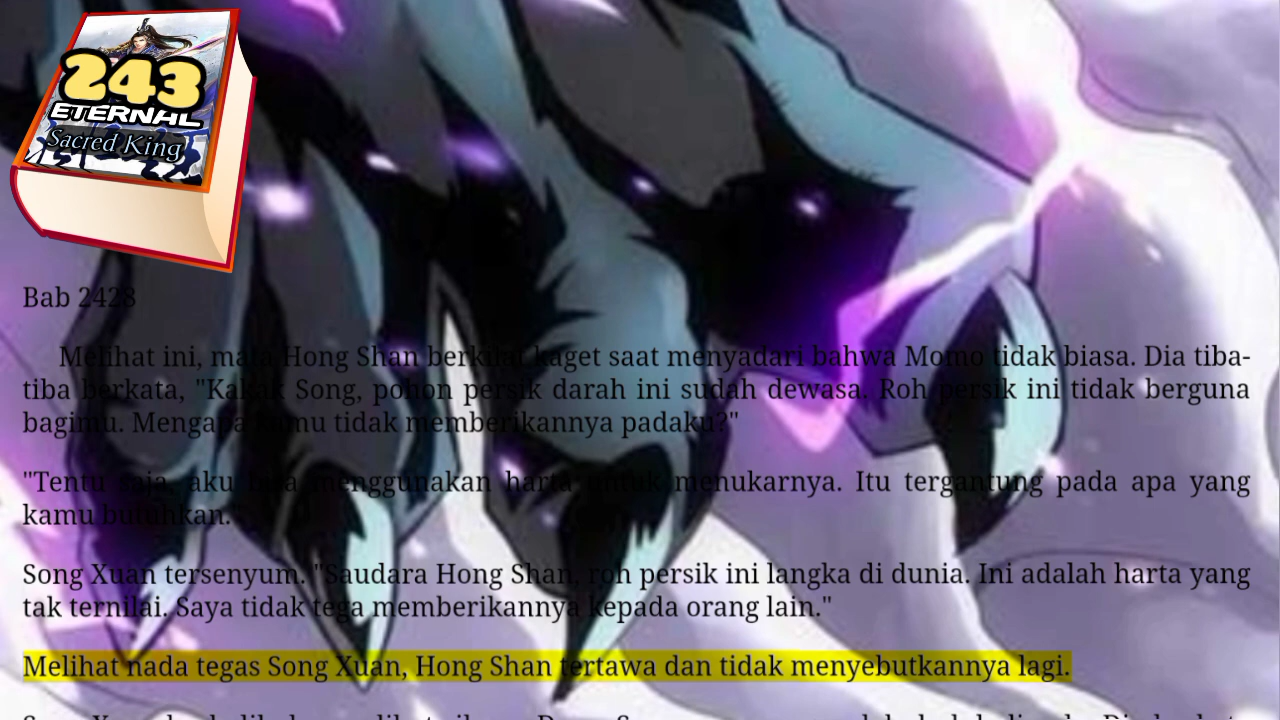 243
ETERNAL
Sacred King
Bab 2428
Melihat ini, mata Hong Shan berkilat kaget saat menyadari bahwa Momo tidak biasa. Dia tiba-
tiba berkata, "Kakak Song, pohon persik darah ini sudah dewasa. Roh persik ini tidak berguna
bagimu. Mengapa kamu tidak memberikannya padaku?"
"Tentu saja, aku bisa menggunakan harta untuk menukarnya. Itu tergantung pada apa yang
kamu butuhkan."
Song Xuan tersenyum. "Saudara Hong Shan, roh persik ini langka di dunia. Ini adalah harta yang
tak ternilai. Saya tidak tega memberikannya kepada orang lain."
Melihat nada tegas Song Xuan, Hong Shan tertawa dan tidak menyebutkannya lagi.